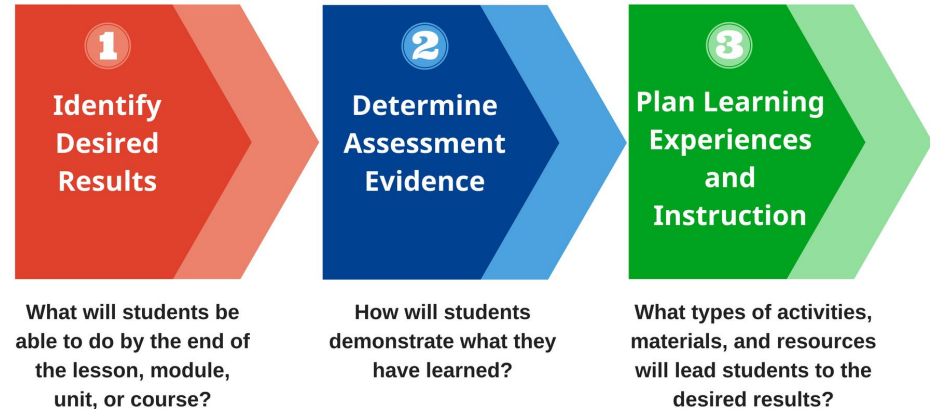 1
Identify
Desired
Results
What will students be
able to do by the end of
the lesson, module,
unit, or course?
2
Determine
Assessment
Evidence
How will students
demonstrate what they
have learned?
3
Plan Learning
Experiences
and
Instruction
What types of activities,
materials, and resources
will lead students to the
desired results?